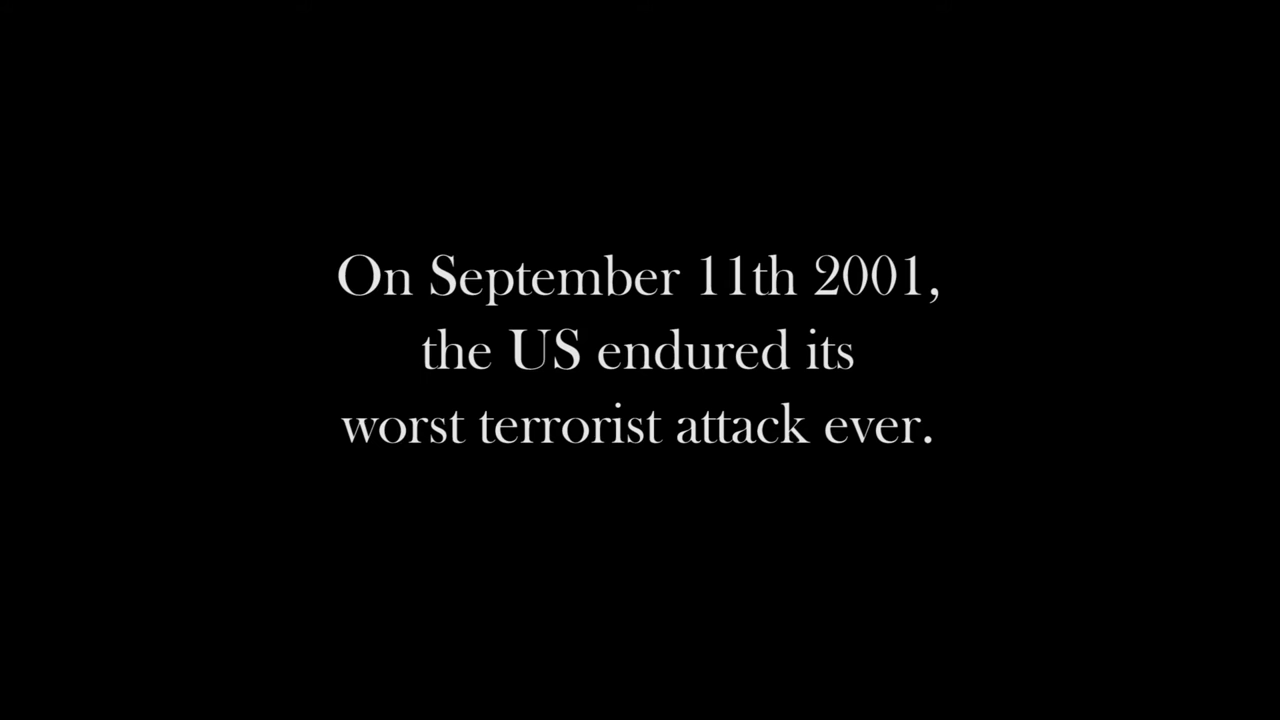 On September 11th 2001,
the US endured its
worst terrorist attack ever.